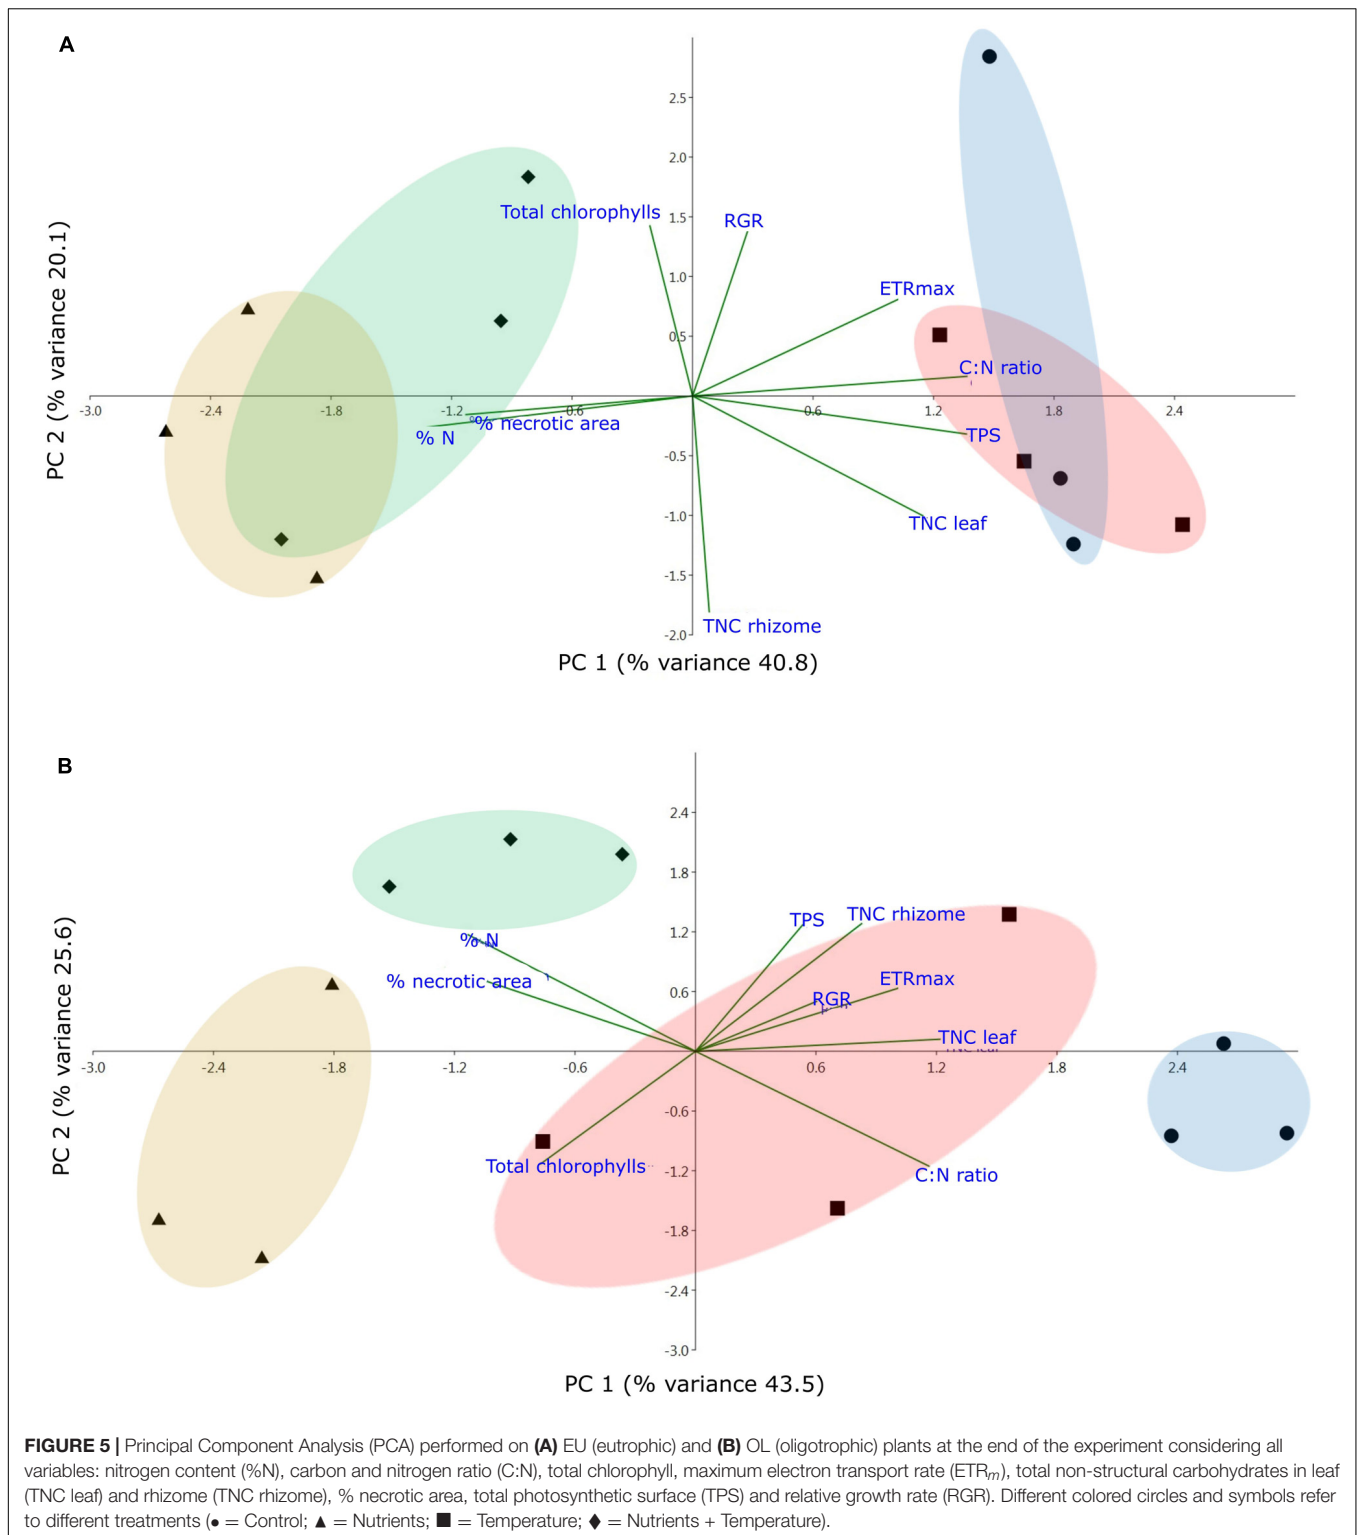 A
2.5
2.0
Total chlorophylls
1.5
RGR
1.0
ETRmax
0.5
C:N ratio
-3.0 -2.4 -1.8 -1.2 -0.6 0.6 1.2 1.8 2.4
% necrotic area
% N
TPS
-0.5
-1.0
TNC leaf
-1.5
TNC rhizome
-2.0
PC 2 (% variance 20.1)
PC 1 (% variance 40.8)
B
2.4
1.8
TPS
TNC rhizome
1.2
% N
% necrotic area
ETRmax
0.6
RGR
TNC leaf
-3.0 -2.4 -1.8 -1.2 -0.6 0.6 1.2 1.8 2.4
-0.6
Total chlorophylls
-1.2
C:N ratio
-1.8
-2.4
-3.0
PC 2 (% variance 25.6)
PC 1 (% variance 43.5)
FIGURE 5 | Principal Component Analysis (PCA) performed on (A) EU (eutrophic) and (B) OL (oligotrophic) plants at the end of the experiment considering all
variables: nitrogen content (%N), carbon and nitrogen ratio (C:N), total chlorophyll, maximum electron transport rate (ETRm), total non-structural carbohydrates in leaf
(TNC leaf) and rhizome (TNC rhizome), % necrotic area, total photosynthetic surface (TPS) and relative growth rate (RGR). Different colored circles and symbols refer
to different treatments (● = Control; ▲ = Nutrients; ■ = Temperature; ◆ = Nutrients + Temperature).